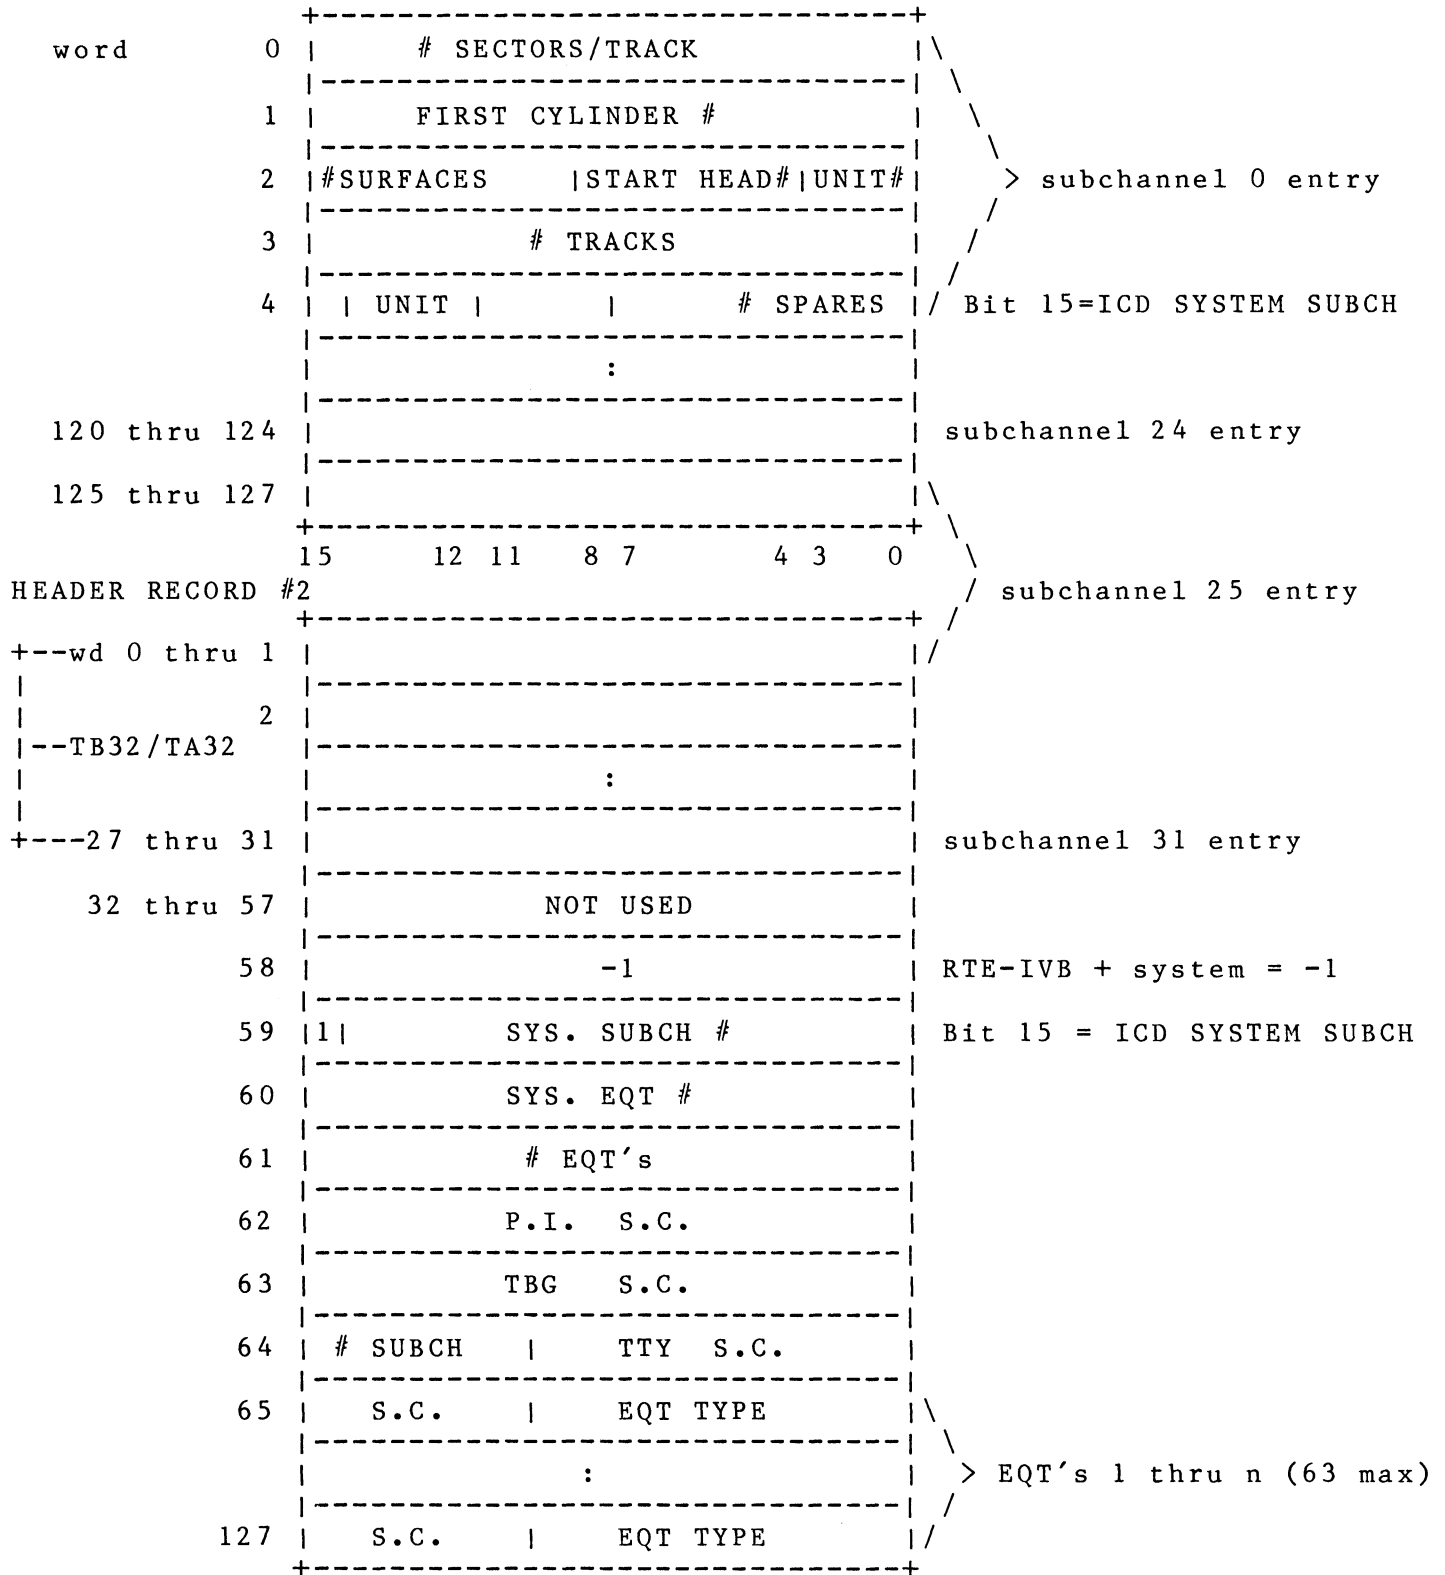 +--------------------------------+
word 0 | # SECTORS/TRACK |\
|-------------------------------| \
1 | FIRST CYLINDER # | \
|-------------------------------| \
2 |#SURFACES |START HEAD#|UNIT#| > subchannel 0 entry
|-------------------------------| /
3 | # TRACKS | /
|-------------------------------| /
4 | | UNIT | | # SPARES |/ Bit 15=ICD SYSTEM SUBCH
|-------------------------------|
| : |
|-------------------------------|
120 thru 124 | | subchannel 24 entry
|-------------------------------|
125 thru 127 | |\
+--------------------------------+ \
15 12 11 8 7 4 3 0 \
HEADER RECORD #2 / subchannel 25 entry
+--------------------------------+ /
+--wd 0 thru 1 | |/
| |-------------------------------|
| 2 | |
|--TB32/TA32 |-------------------------------|
| | : |
| |-------------------------------|
+---27 thru 31 | | subchannel 31 entry
|-------------------------------|
32 thru 57 | NOT USED |
|-------------------------------|
58 | -1 | RTE-IVB + system = -1
|-------------------------------|
59 |1| SYS. SUBCH # | Bit 15 = ICD SYSTEM SUBCH
|-------------------------------|
60 | SYS. EQT # |
|-------------------------------|
61 | # EQT's |
|-------------------------------|
62 | P.I. S.C. |
|-------------------------------|
63 | TBG S.C. |
|-------------------------------|
64 | # SUBCH | TTY S.C. |
|-------------------------------|
65 | S.C. | EQT TYPE |\
|-------------------------------| \
| : | > EQT's 1 thru n (63 max)
|-------------------------------| /
127 | S.C. | EQT TYPE |/
+--------------------------------+